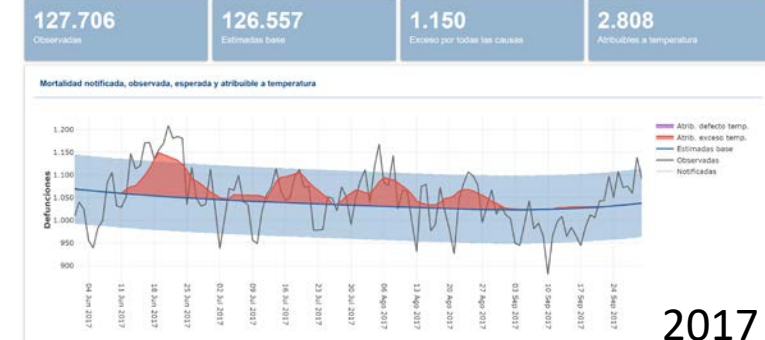 127.706
Observadas
126.557
Estimadas base
1.150
Exceso por todas las causas
2.808
Atribuibles a temperatura
Mortalidad notificada, observada, esperada y atribuible a temperatura
Defunciones
1.200
1.150
1.100
1.050
1.000
950
900
04 Jun 2017
11 Jun 2017
18 Jun 2017
25 Jun 2017
02 Jul 2017
09 Jul 2017
16 Jul 2017
23 Jul 2017
30 Jul 2017
06 Ago 2017
13 Ago 2017
20 Ago 2017
27 Ago 2017
03 Sep 2017
10 Sep 2017
17 Sep 2017
24 Sep 2017
Atrib. defecto temp.
Atrib. exceso temp.
Estimadas base
Observadas
Notificadas
2017